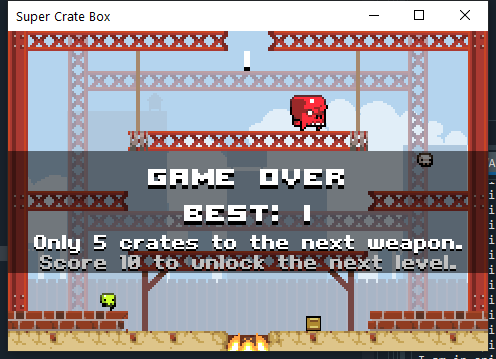 Super Crate Box
1
GAME OVER
BEST: 1
Only 5 crates to the next weapon.
Score 10 to unlock the next level.